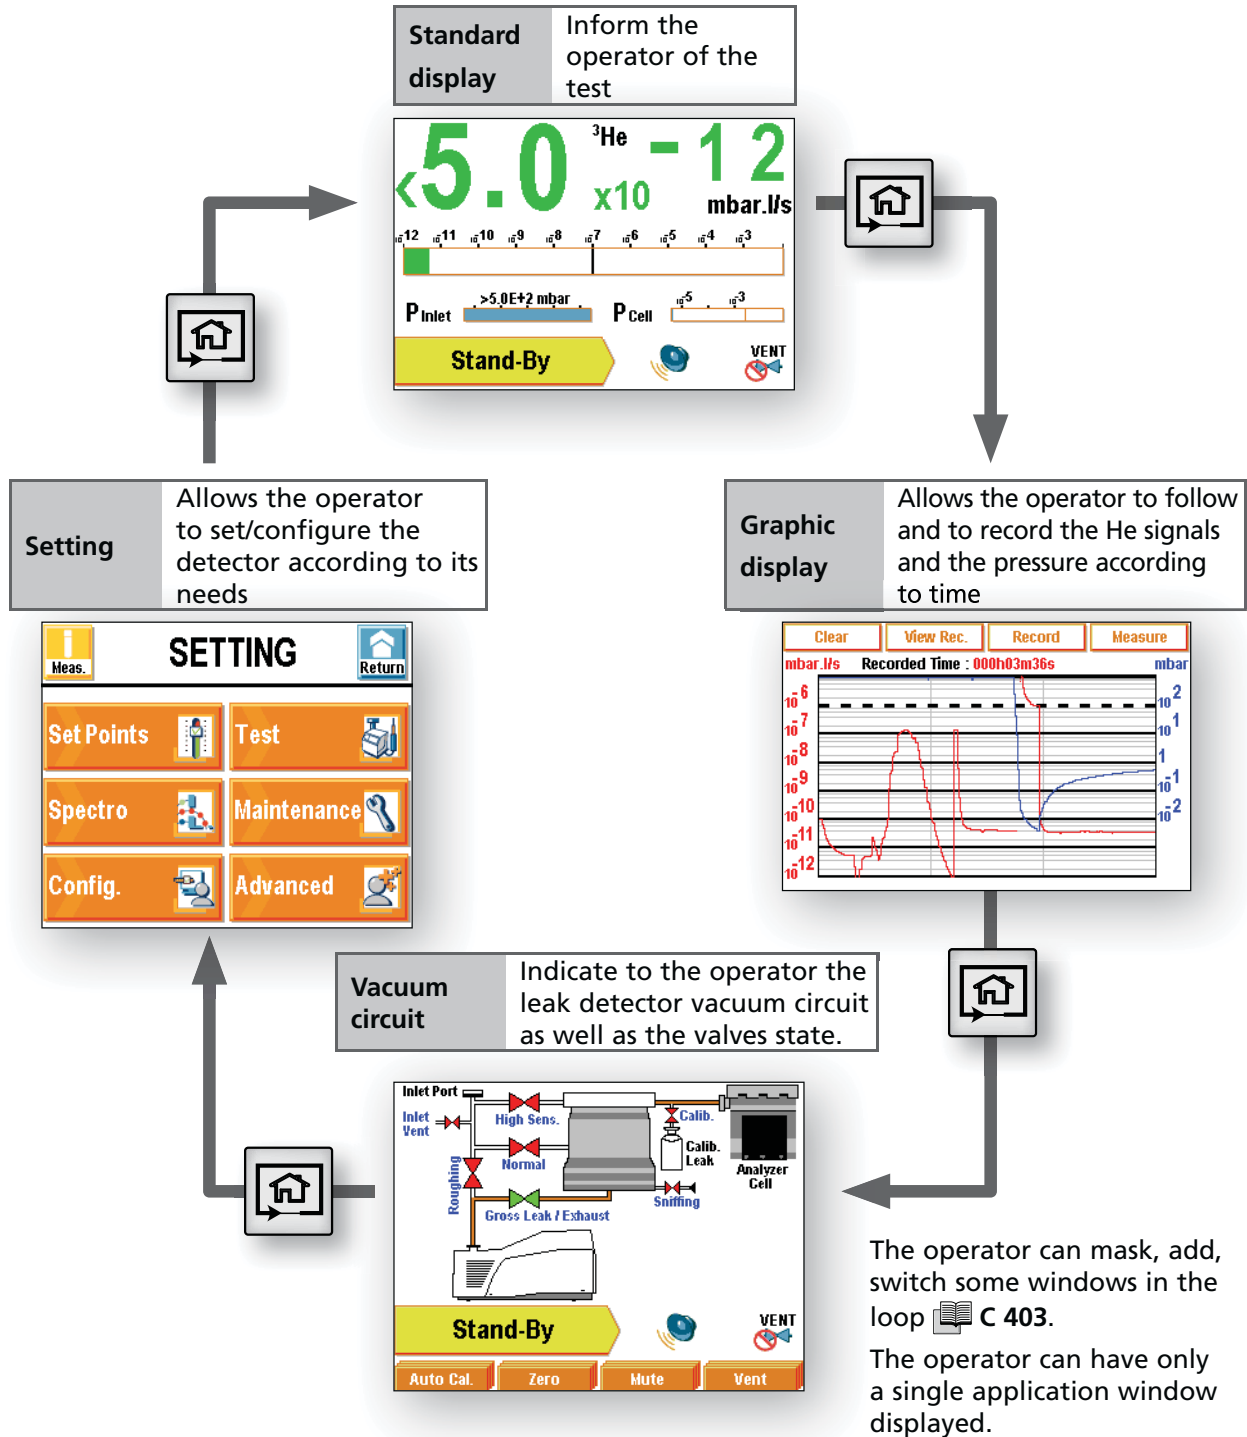 Standard
display
Inform the
operator of the
test
<5.0 ³He x10 -12
mbar.l/s
10-12 10-11 10-10 10-9 10-8 10-7 10-6 10-5 10-4 10-3
P Inlet >5.0E+2 mbar P Cell 10-5 10-3
Stand-By
VENT
Setting
Allows the operator
to set/configure the
detector according to its
needs
Meas.
SETTING
Return
Set Points
Test
Spectro
Maintenance
Config.
Advanced
Graphic
display
Allows the operator to follow
and to record the He signals
and the pressure according
to time
Clear
View Rec.
Record
Measure
mbar.l/s Recorded Time : 000h03m36s mbar
10-6
10-7
10-8
10-9
10-10
10-11
10-12
10 2
10 1
1
10-1
10-2
Vacuum
circuit
Indicate to the operator the
leak detector vacuum circuit
as well as the valves state.
Inlet Port
Inlet
Vent
High Sens.
Calib.
Normal
Calib.
Leak
Analyzer
Cell
Roughing
Sniffing
Gross Leak / Exhaust
Stand-By
VENT
Auto Cal.
Zero
Mute
Vent
The operator can mask, add,
switch some windows in the
loop C 403.
The operator can have only
a single application window
displayed.